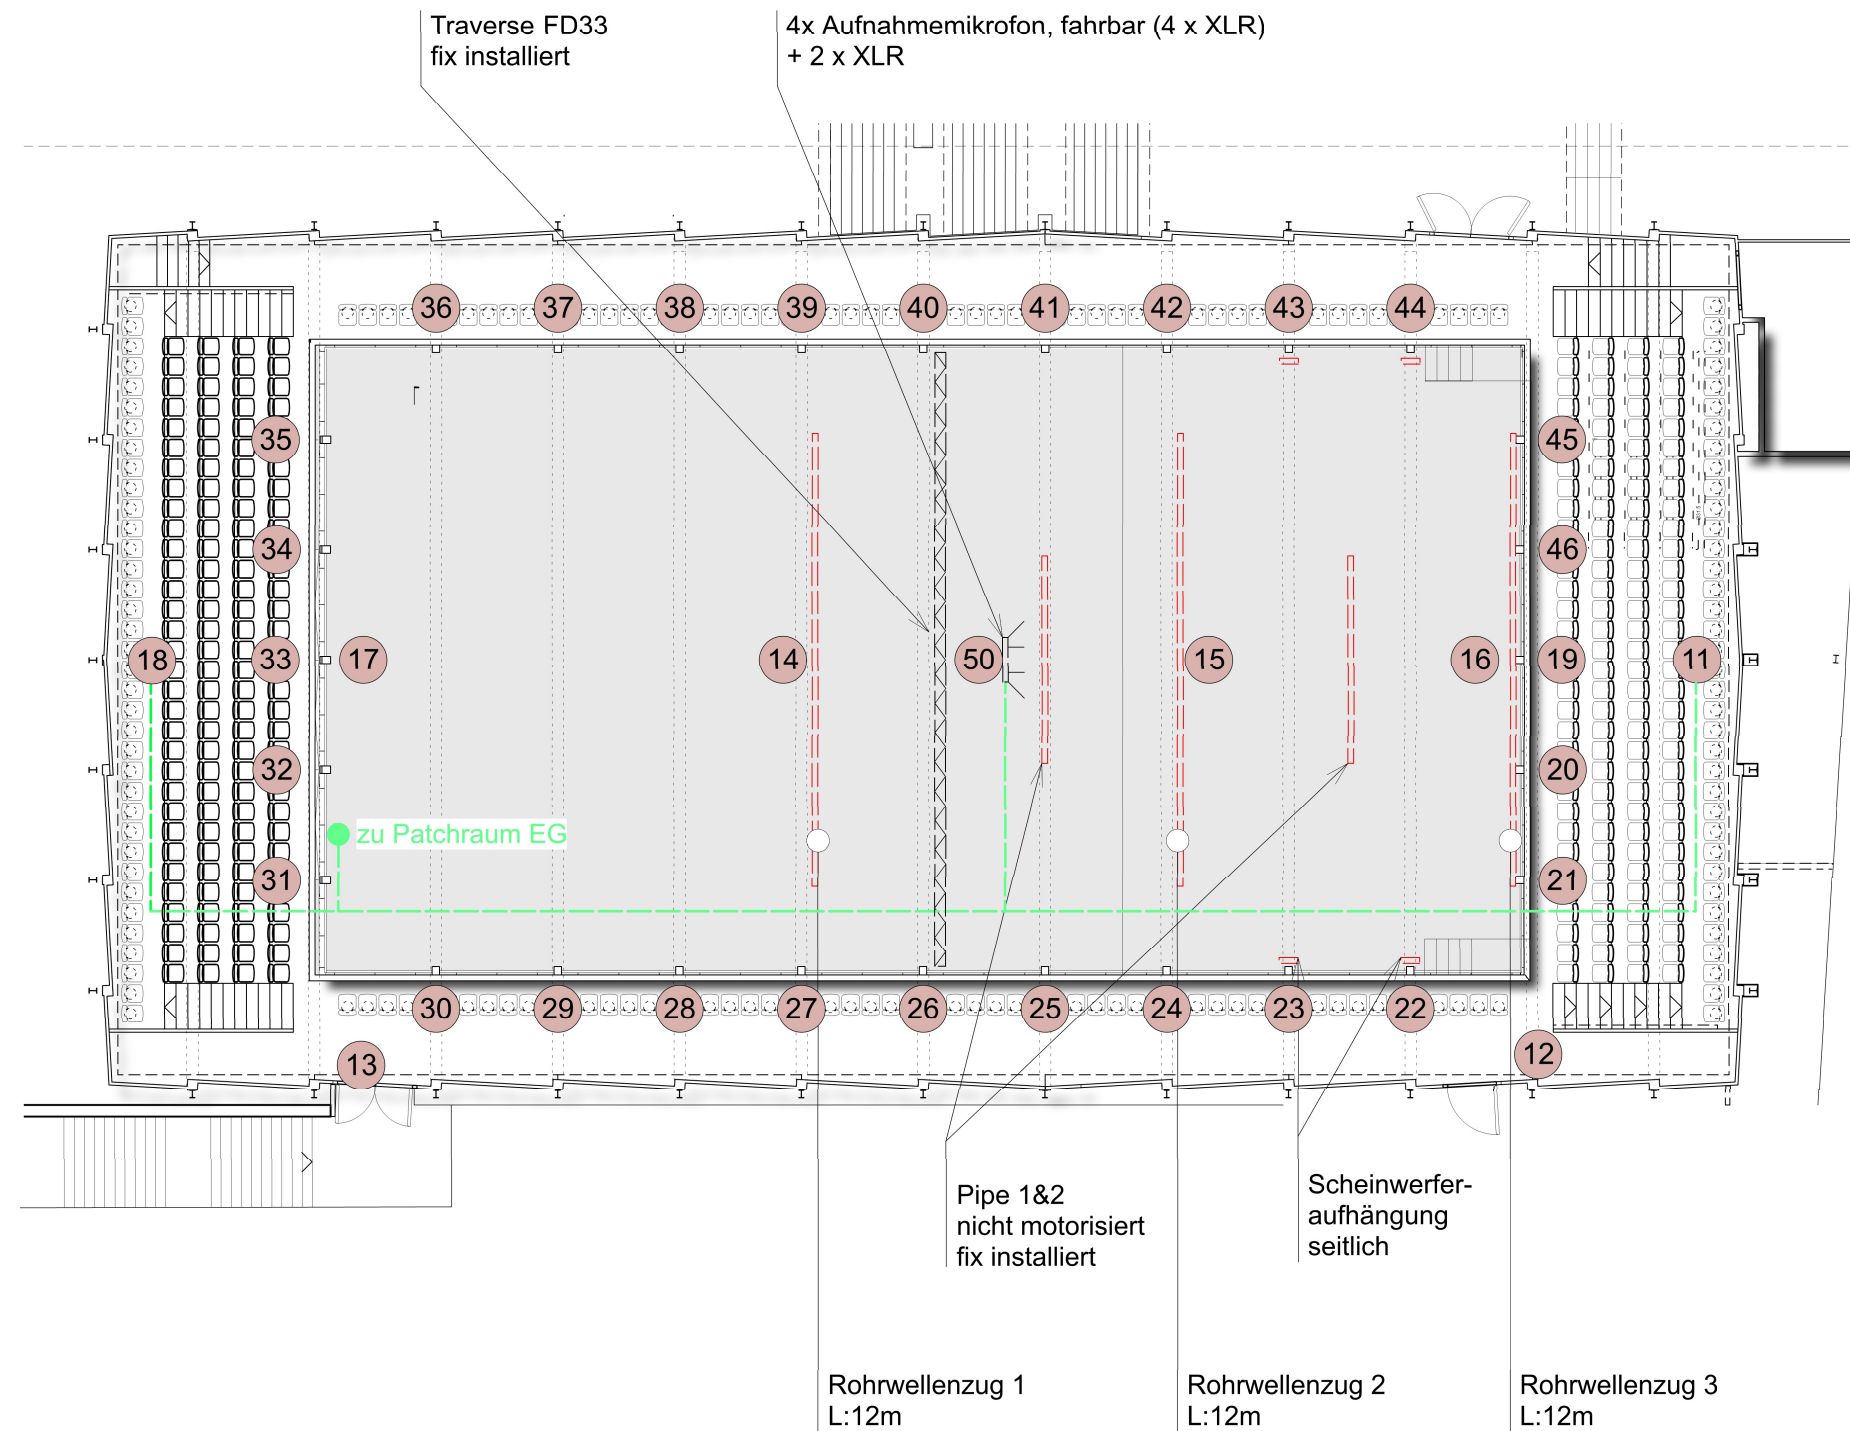 Traverse FD33
fix installiert
4x Aufnahmemikrofon, fahrbar (4 x XLR)
+ 2 x XLR
36 37 38 39 40 41 42 43 44
35 45
34 46
18 33 17 14 50 15 16 19 11
32 20
zu Patchraum EG
31 21
30 29 28 27 26 25 24 23 22
13 12
Pipe 1&2
nicht motorisiert
fix installiert
Scheinwerfer-
aufhängung
seitlich
Rohrwellenzug 1
L:12m
Rohrwellenzug 2
L:12m
Rohrwellenzug 3
L:12m